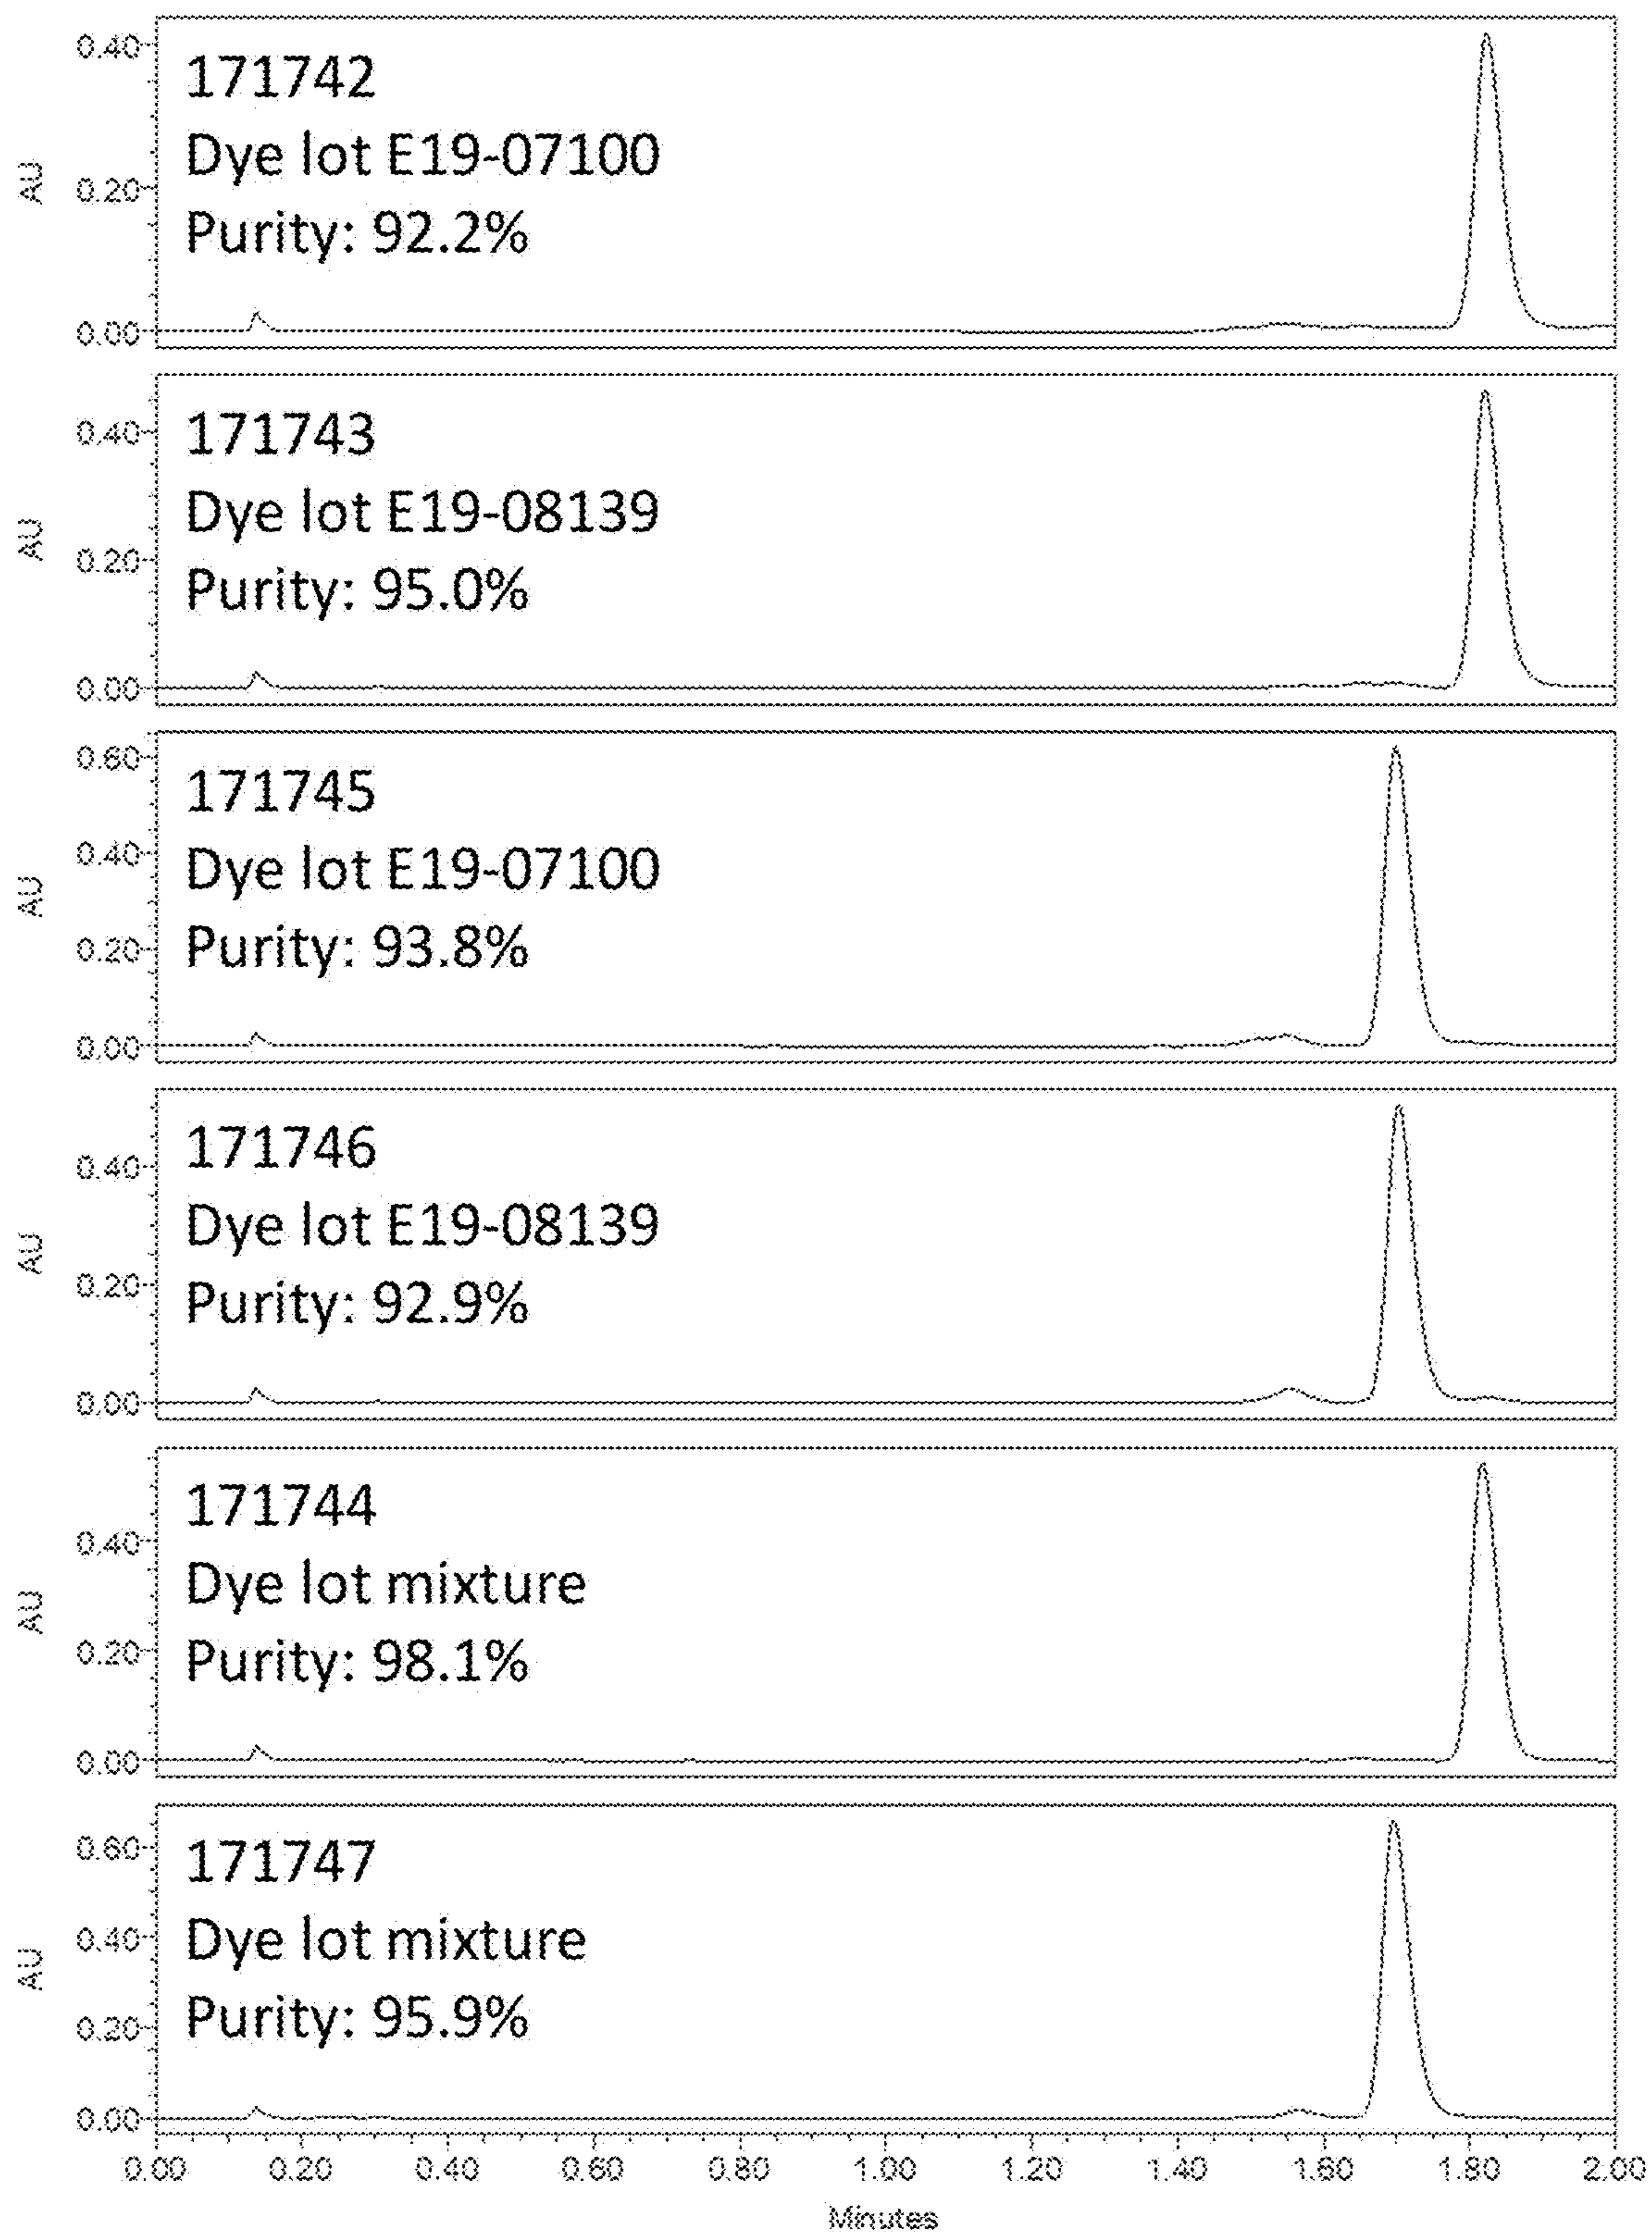 0.40
171742
Dye lot E19-07100
AU
0.20
Purity: 92.2%
0.00
0.40
171743
Dye lot E19-08139
AU
0.20
Purity: 95.0%
0.00
0.60
171745
0.40
Dye lot E19-07100
AU
0.20
Purity: 93.8%
0.00
171746
0.40
Dye lot E19-08139
AU
0.20
Purity: 92.9%
0.00
171744
0.40
Dye lot mixture
AU
0.20
Purity: 98.1%
0.00
0.60
171747
0.40
Dye lot mixture
AU
0.20
Purity: 95.9%
0.00
0.00 0.20 0.40 0.60 0.80 1.00 1.20 1.40 1.60 1.80 2.00
Minutes